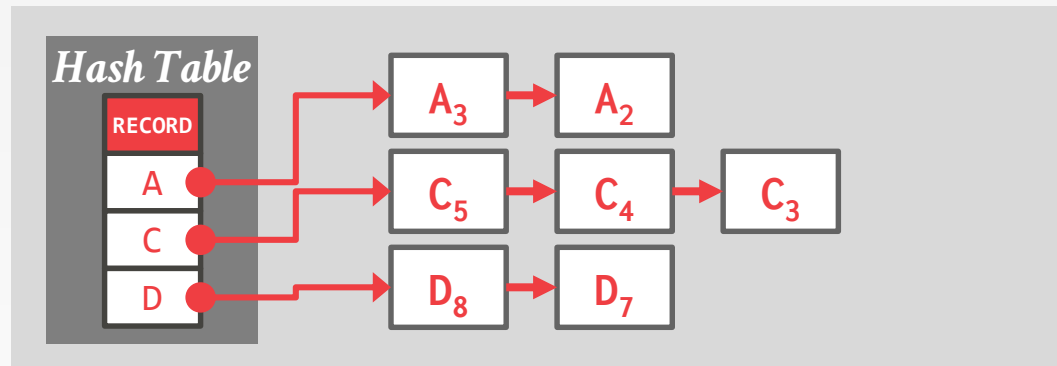 Hash Table
RECORD
A
C
D
A₃
A₂
C₅
C₄
C₃
D₈
D₇